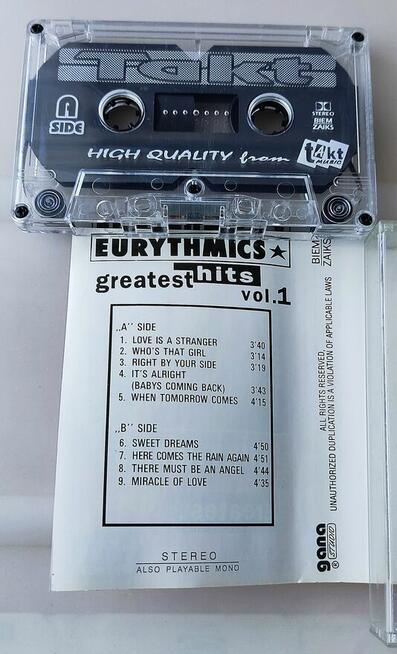 Takt
A
SIDE
STEREO
BIEM
ZAIKS
HIGH QUALITY from
t4kt
MUSIC
EURYTHMICS★
greatest hits
vol.1
„A" SIDE
1. LOVE IS A STRANGER 3'40
2. WHO'S THAT GIRL 3'14
3. RIGHT BY YOUR SIDE 3'19
4. IT'S ALRIGHT
(BABYS COMING BACK) 3'43
5. WHEN TOMORROW COMES 4'15
„B" SIDE
6. SWEET DREAMS 4'50
7. HERE COMES THE RAIN AGAIN 4'51
8. THERE MUST BE AN ANGEL 4'44
9. MIRACLE OF LOVE 4'35
STEREO
ALSO PLAYABLE MONO
BIEM
ZAIKS
ALL RIGHTS RESERVED,
UNAUTHORIZED DUPLICATION IS A VIOLATION OF APPLICABLE LAWS
gana ®
STUDIO